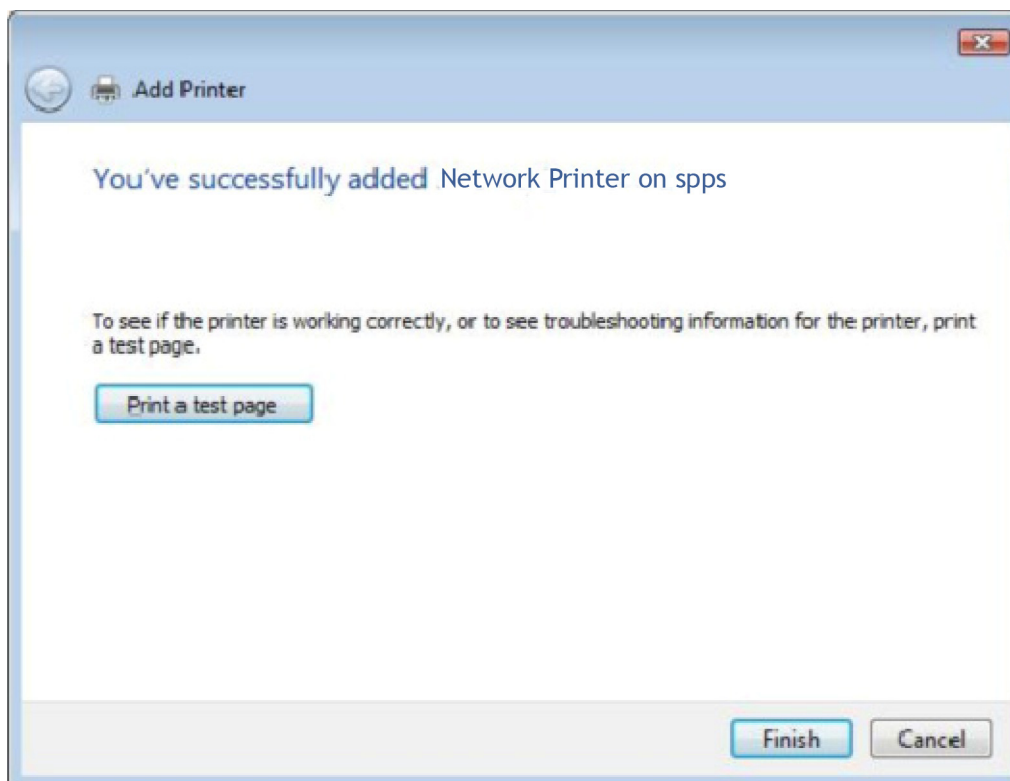 Add Printer
You've successfully added Network Printer on spps
To see if the printer is working correctly, or to see troubleshooting information for the printer, print
a test page.
Print a test page
Finish Cancel